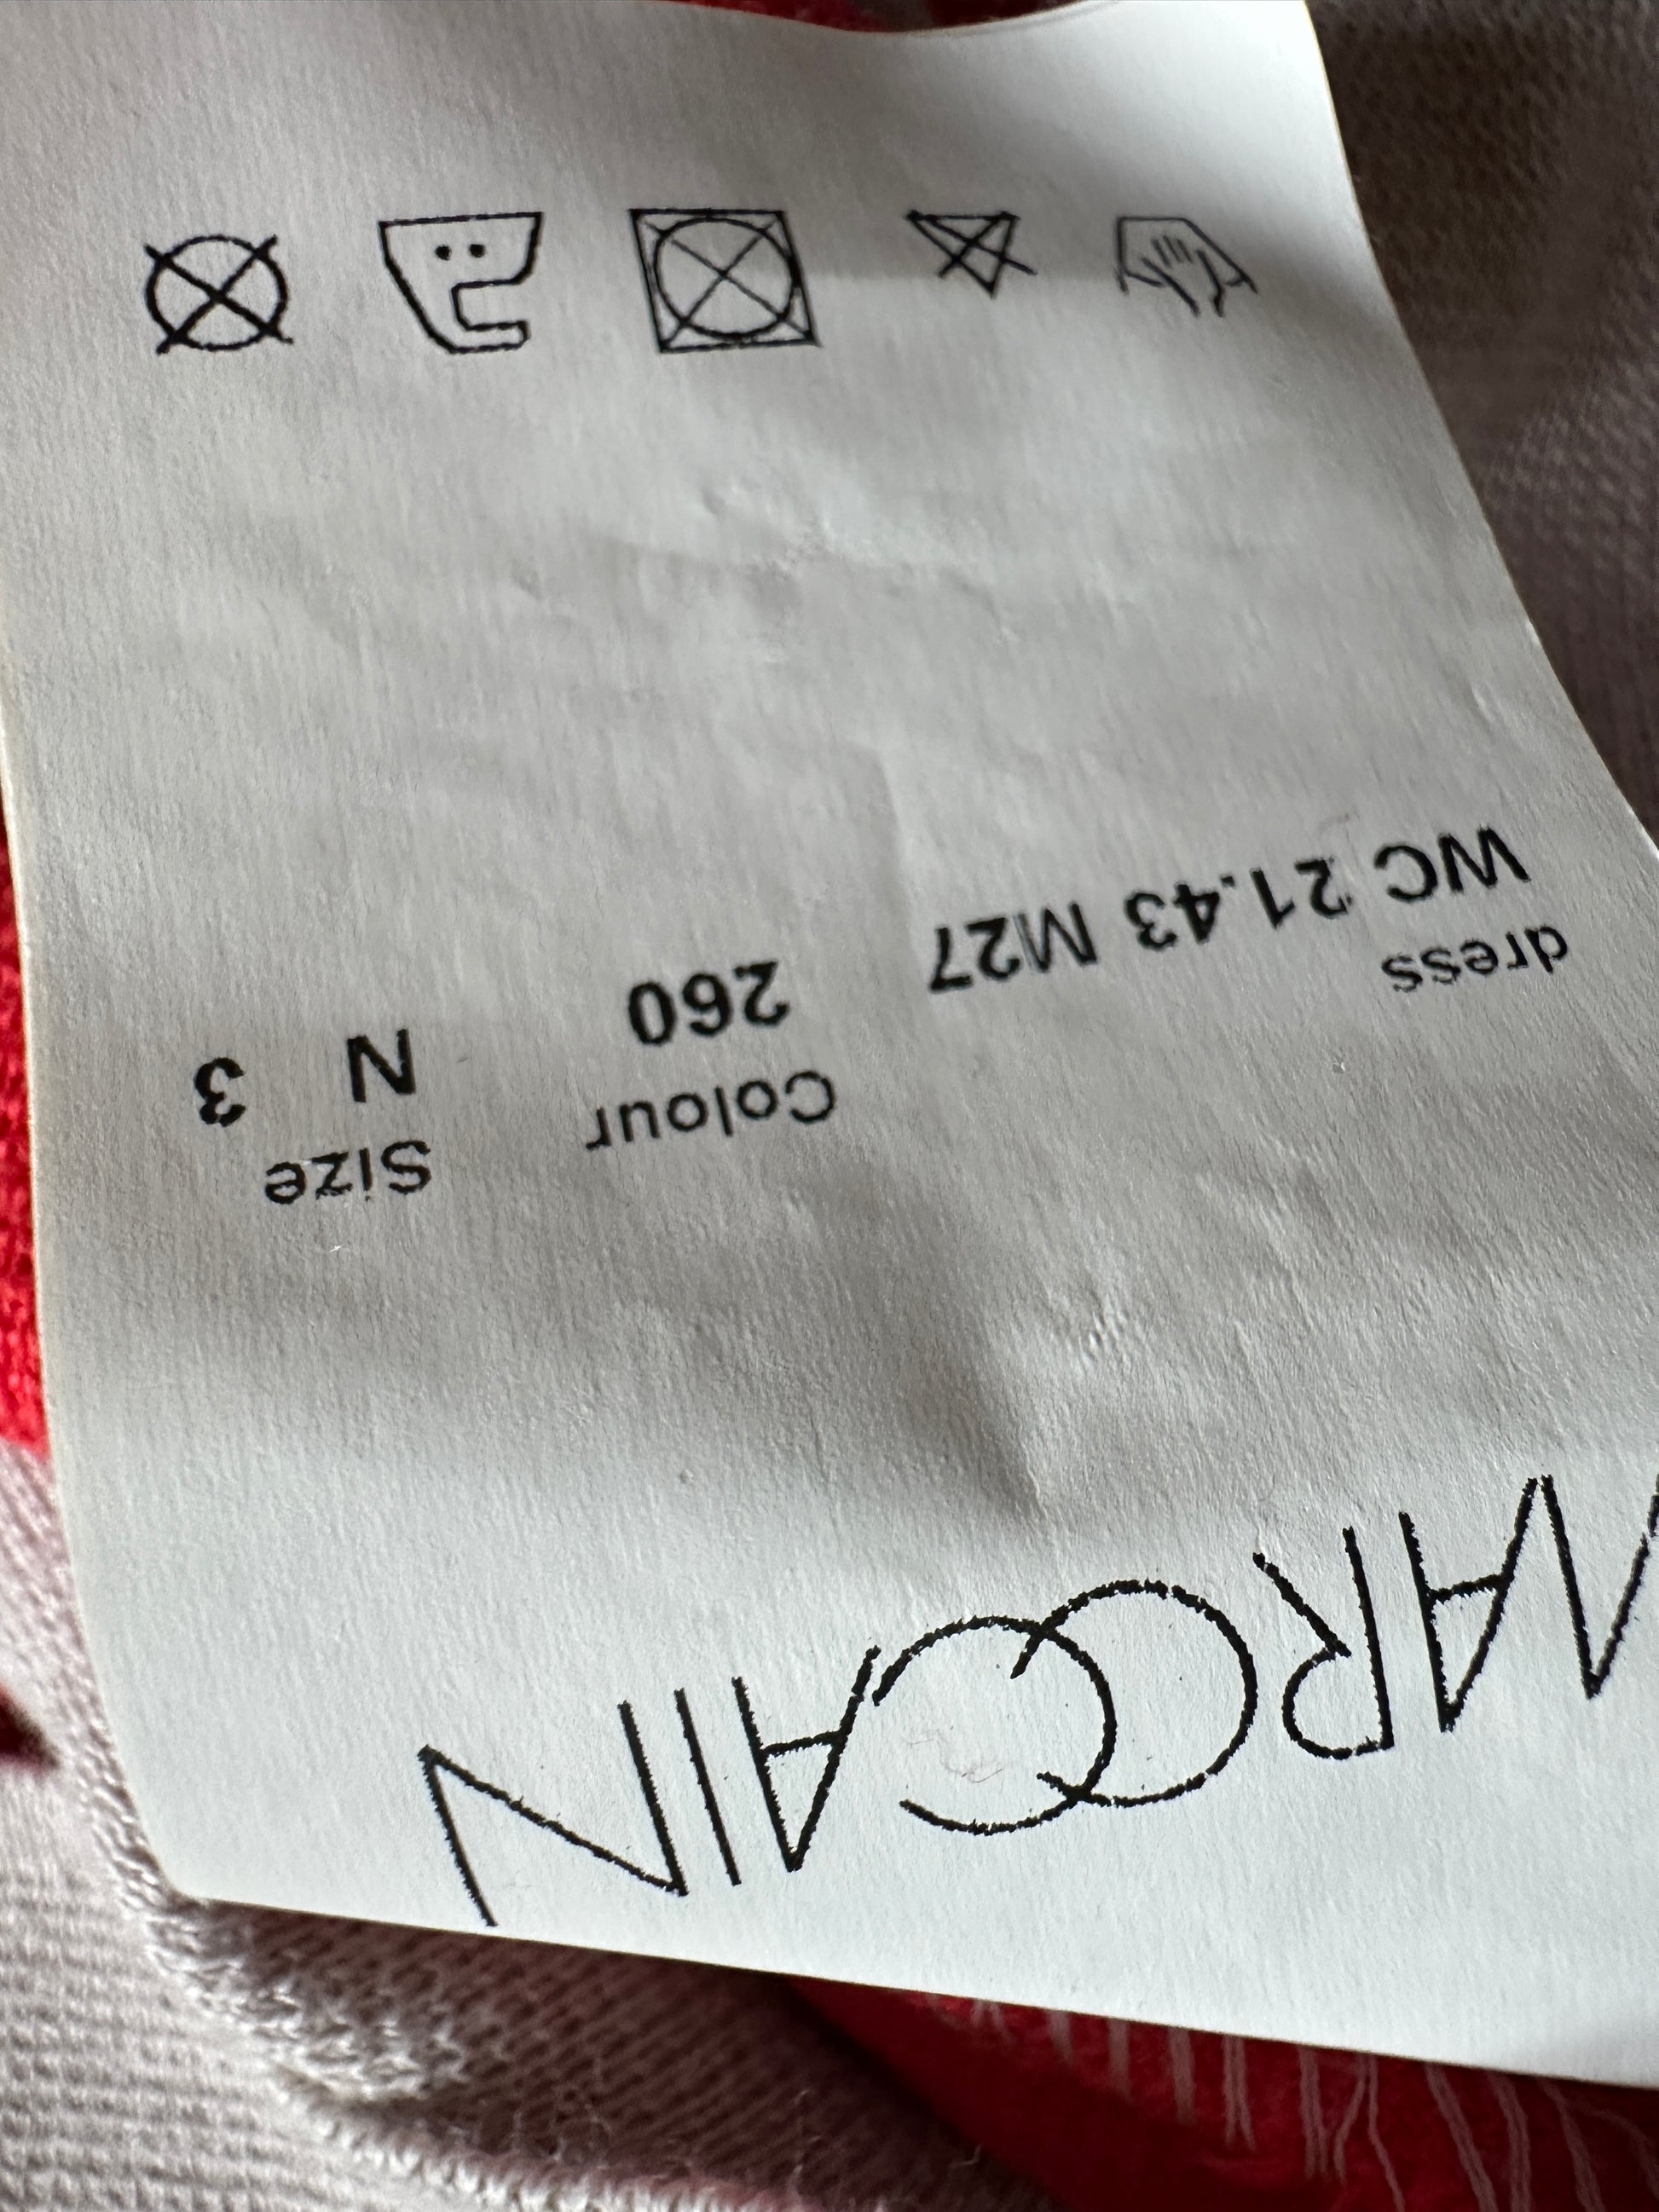 MARCCAIN
dress
WC 21.43 M27
Colour
260
Size
N 3